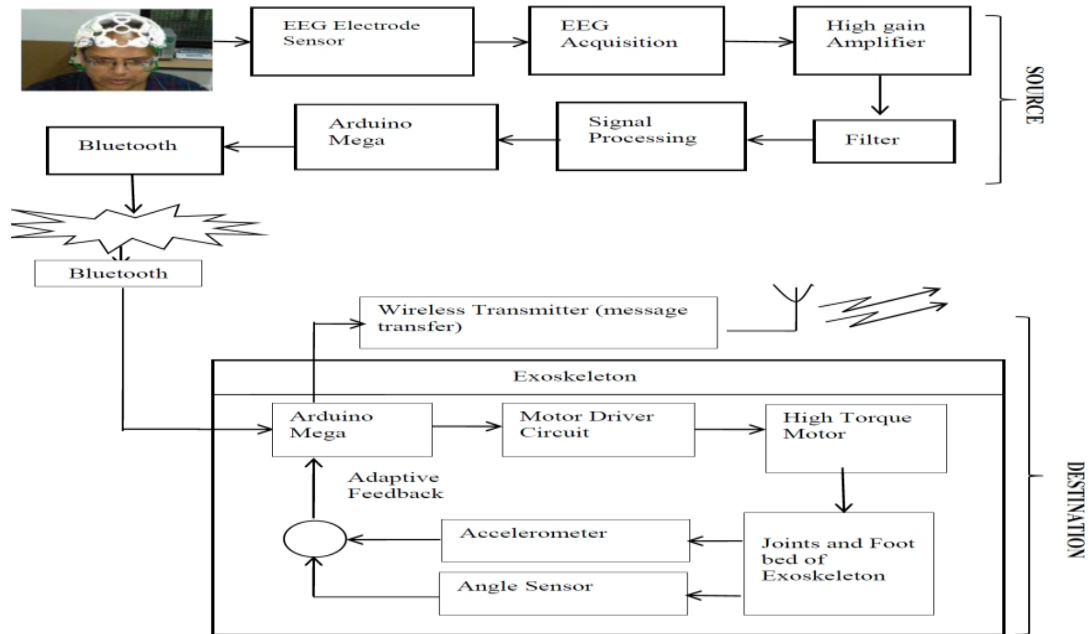 EEG Electrode
Sensor
EEG
Acquisition
High gain
Amplifier
SOURCE
Bluetooth
Arduino
Mega
Signal
Processing
Filter
Bluetooth
Wireless Transmitter (message
transfer)
Exoskeleton
Arduino
Mega
Motor Driver
Circuit
High Torque
Motor
Adaptive
Feedback
Accelerometer
Angle Sensor
Joints and Foot
bed of
Exoskeleton
DESTINATION